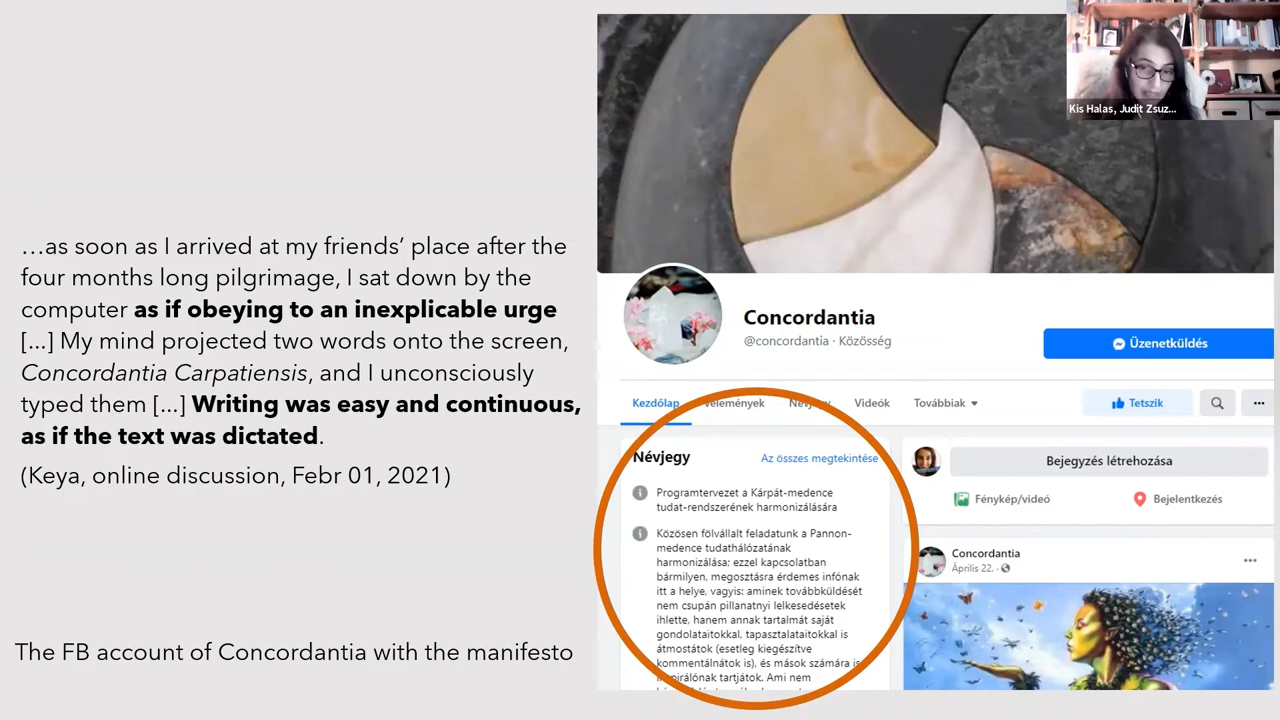 Kis Halas, Judit Zsuz...
…as soon as I arrived at my friends’ place after the
four months long pilgrimage, I sat down by the
computer as if obeying to an inexplicable urge
[...] My mind projected two words onto the screen,
Concordantia Carpatiensis, and I unconsciously
typed them [...] Writing was easy and continuous,
as if the text was dictated.
(Keya, online discussion, Febr 01, 2021)
The FB account of Concordantia with the manifesto
Concordantia
@concordantia · Közösség
Üzenetküldés
Kezdőlap
Vélemények
Névjegy
Videók
Továbbiak
Tetszik
Névjegy
Az összes megtekintése
Programtervezet a Kárpát-medence
tudat-rendszerének harmonizálására
Közösen fölvállalt feladatunk a Pannon-
medence tudathálózatának
harmonizálása; ezzel kapcsolatban
bármilyen, megosztásra érdemes infónak
itt a helye, vagyis: aminek továbbküldését
nem csupán pillanatnyi lelkesedésetek
ihlette, hanem annak tartalmát saját
gondolataitokkal, tapasztalataitokkal is
átmostátok (esetleg kiegészítve
kommentálnátok is), és mások számára is
inspirálónak tartjátok. Ami nem
Bejegyzés létrehozása
Fénykép/videó
Bejelentkezés
Concordantia
Április 22. ·